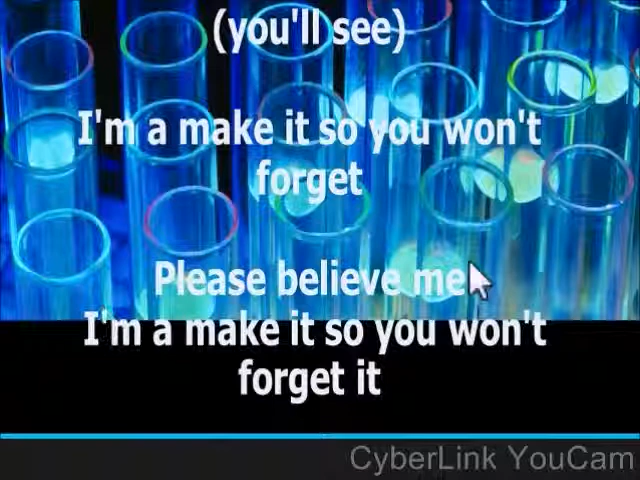 (you'll see)
I'm a make it so you won't
forget
Please believe me
I'm a make it so you won't
forget it
CyberLink YouCam